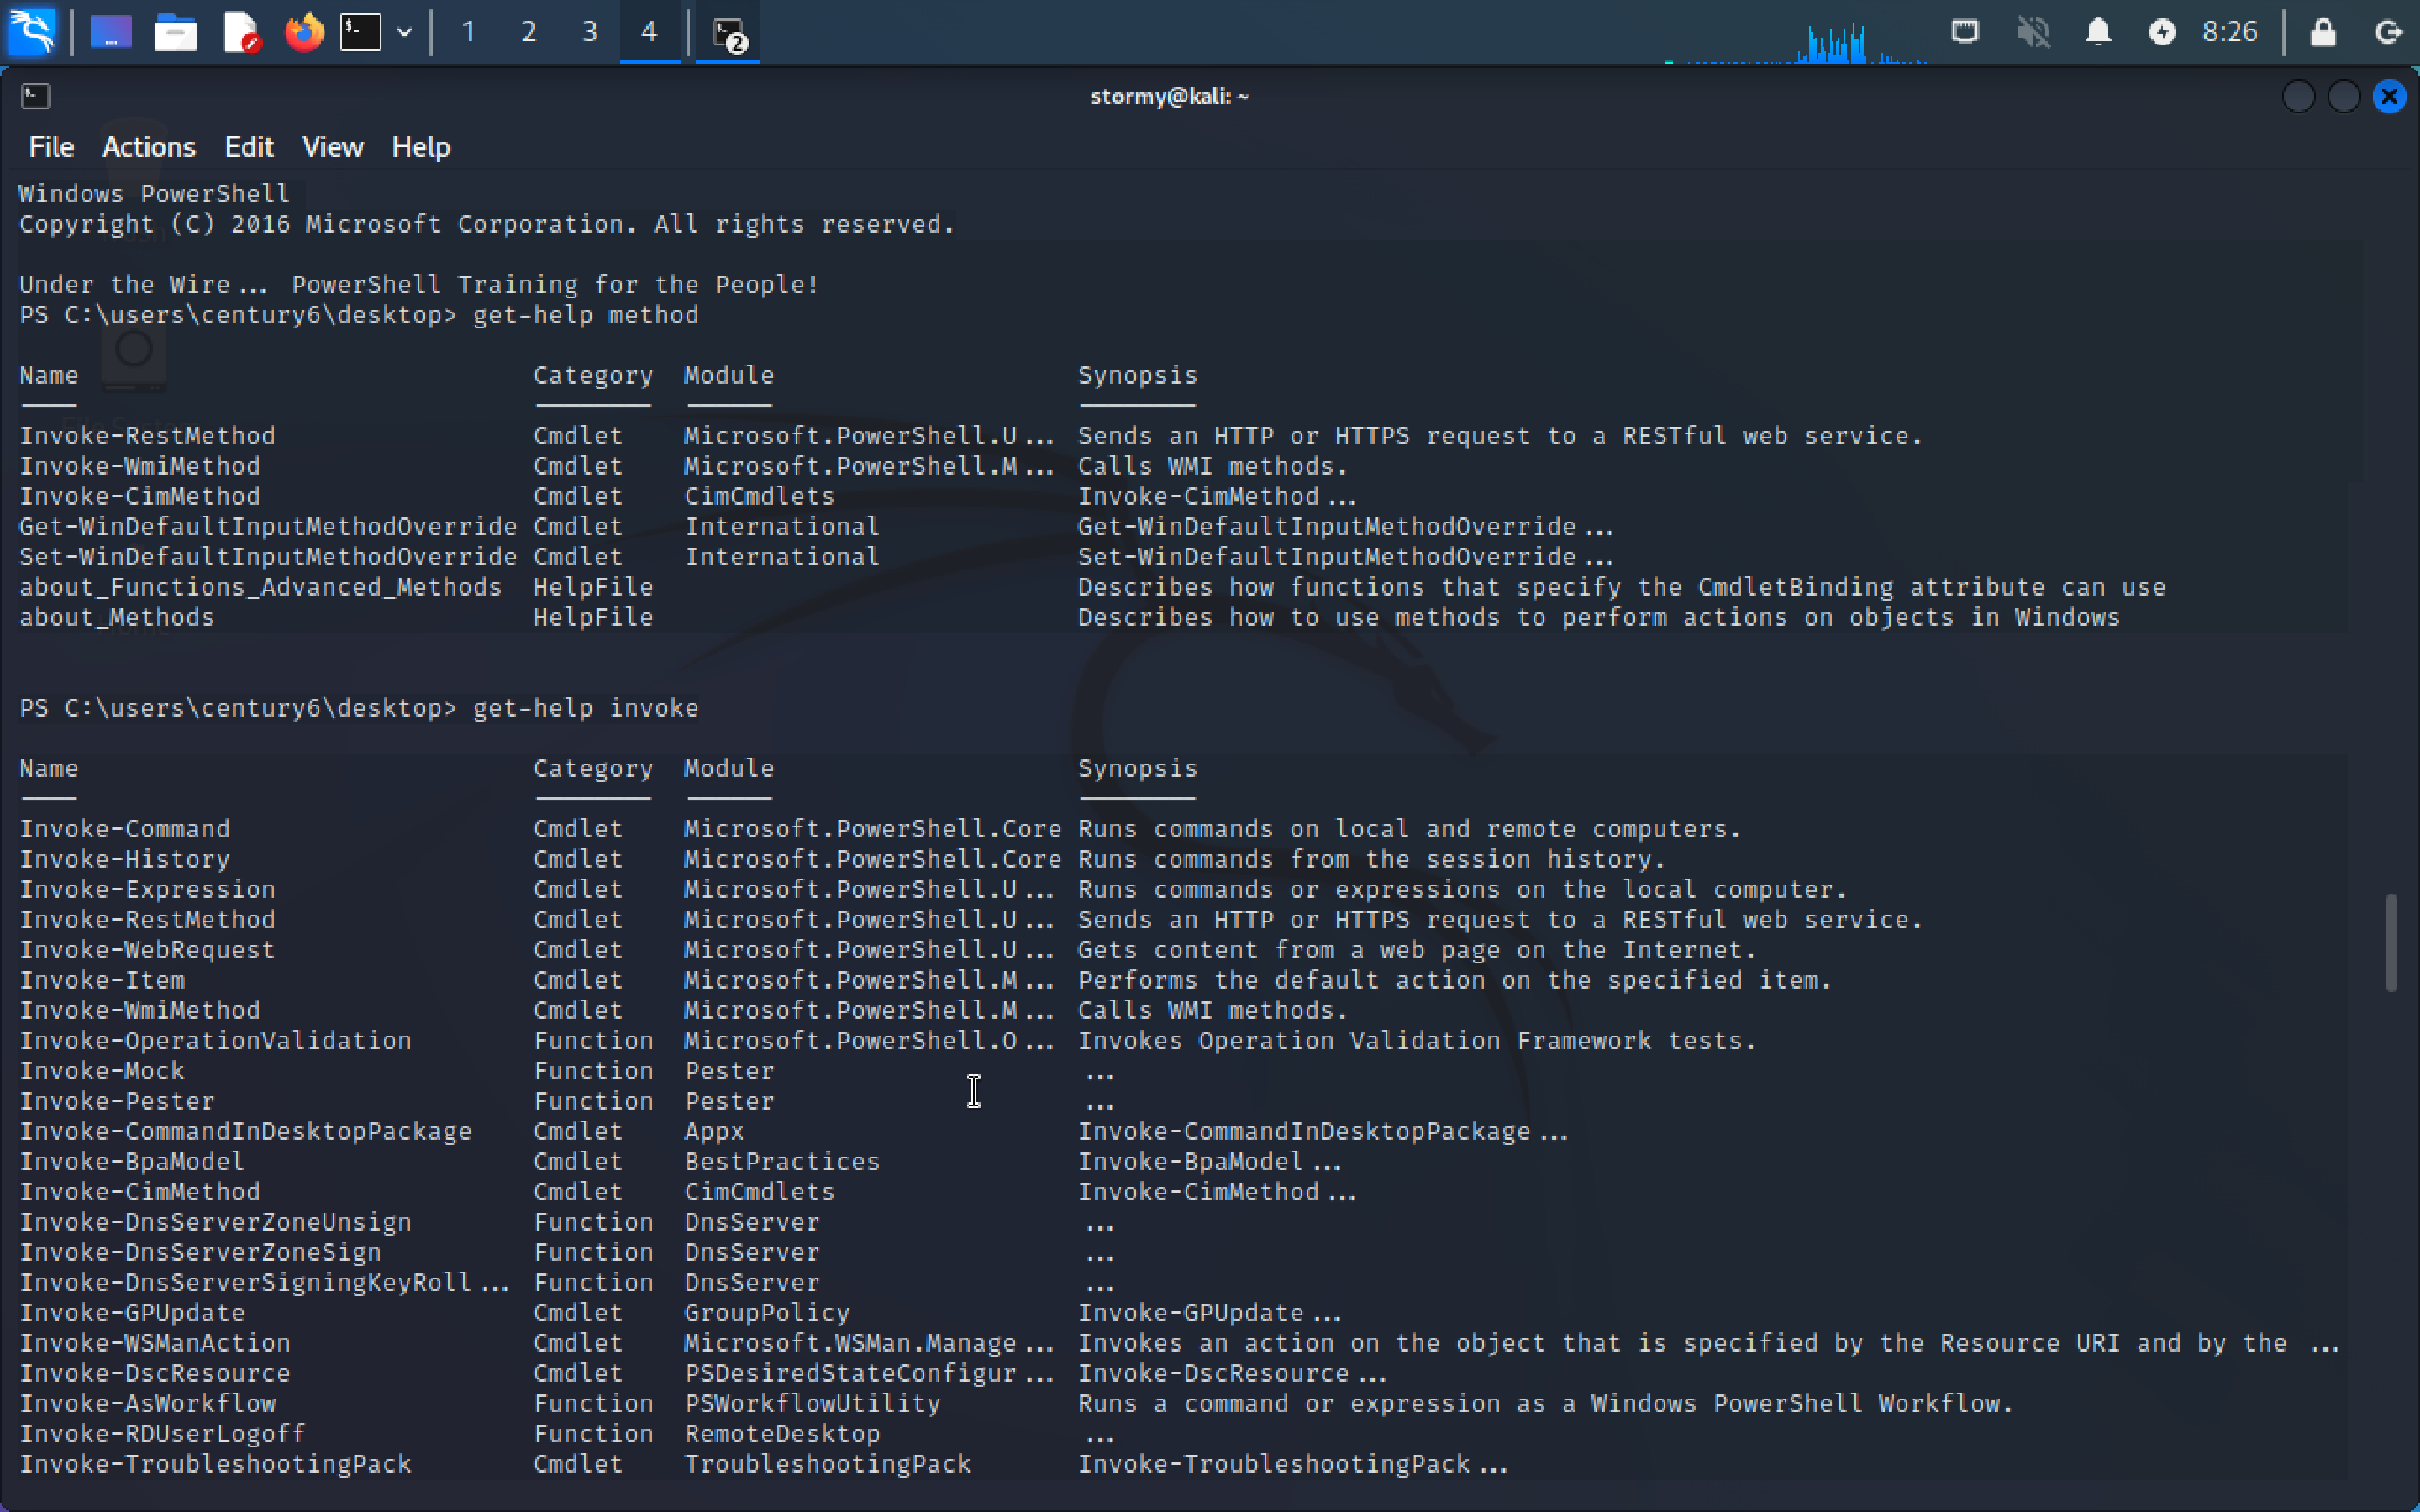 1 2 3 4 2 8:26
stormy@kali: ~
File Actions Edit View Help
Windows PowerShell
Copyright (C) 2016 Microsoft Corporation. All rights reserved.
Under the Wire... PowerShell Training for the People!
PS C:\users\century6\desktop> get-help method
Name Category Module Synopsis
Invoke-RestMethod Cmdlet Microsoft.PowerShell.U... Sends an HTTP or HTTPS request to a RESTful web service.
Invoke-WmiMethod Cmdlet Microsoft.PowerShell.M... Calls WMI methods.
Invoke-CimMethod Cmdlet CimCmdlets Invoke-CimMethod...
Get-WinDefaultInputMethodOverride Cmdlet International Get-WinDefaultInputMethodOverride...
Set-WinDefaultInputMethodOverride Cmdlet International Set-WinDefaultInputMethodOverride...
about_Functions_Advanced_Methods HelpFile Describes how functions that specify the CmdletBinding attribute can use
about_Methods HelpFile Describes how to use methods to perform actions on objects in Windows
PS C:\users\century6\desktop> get-help invoke
Name Category Module Synopsis
Invoke-Command Cmdlet Microsoft.PowerShell.Core Runs commands on local and remote computers.
Invoke-History Cmdlet Microsoft.PowerShell.Core Runs commands from the session history.
Invoke-Expression Cmdlet Microsoft.PowerShell.U... Runs commands or expressions on the local computer.
Invoke-RestMethod Cmdlet Microsoft.PowerShell.U... Sends an HTTP or HTTPS request to a RESTful web service.
Invoke-WebRequest Cmdlet Microsoft.PowerShell.U... Gets content from a web page on the Internet.
Invoke-Item Cmdlet Microsoft.PowerShell.M... Performs the default action on the specified item.
Invoke-WmiMethod Cmdlet Microsoft.PowerShell.M... Calls WMI methods.
Invoke-OperationValidation Function Microsoft.PowerShell.O... Invokes Operation Validation Framework tests.
Invoke-Mock Function Pester ...
Invoke-Pester Function Pester ...
Invoke-CommandInDesktopPackage Cmdlet Appx Invoke-CommandInDesktopPackage...
Invoke-BpaModel Cmdlet BestPractices Invoke-BpaModel...
Invoke-CimMethod Cmdlet CimCmdlets Invoke-CimMethod...
Invoke-DnsServerZoneUnsign Function DnsServer ...
Invoke-DnsServerZoneSign Function DnsServer ...
Invoke-DnsServerSigningKeyRoll... Function DnsServer ...
Invoke-GPUpdate Cmdlet GroupPolicy Invoke-GPUpdate...
Invoke-WSManAction Cmdlet Microsoft.WSMan.Manage... Invokes an action on the object that is specified by the Resource URI and by the ...
Invoke-DscResource Cmdlet PSDesiredStateConfigur... Invoke-DscResource...
Invoke-AsWorkflow Function PSWorkflowUtility Runs a command or expression as a Windows PowerShell Workflow.
Invoke-RDUserLogoff Function RemoteDesktop ...
Invoke-TroubleshootingPack Cmdlet TroubleshootingPack Invoke-TroubleshootingPack...